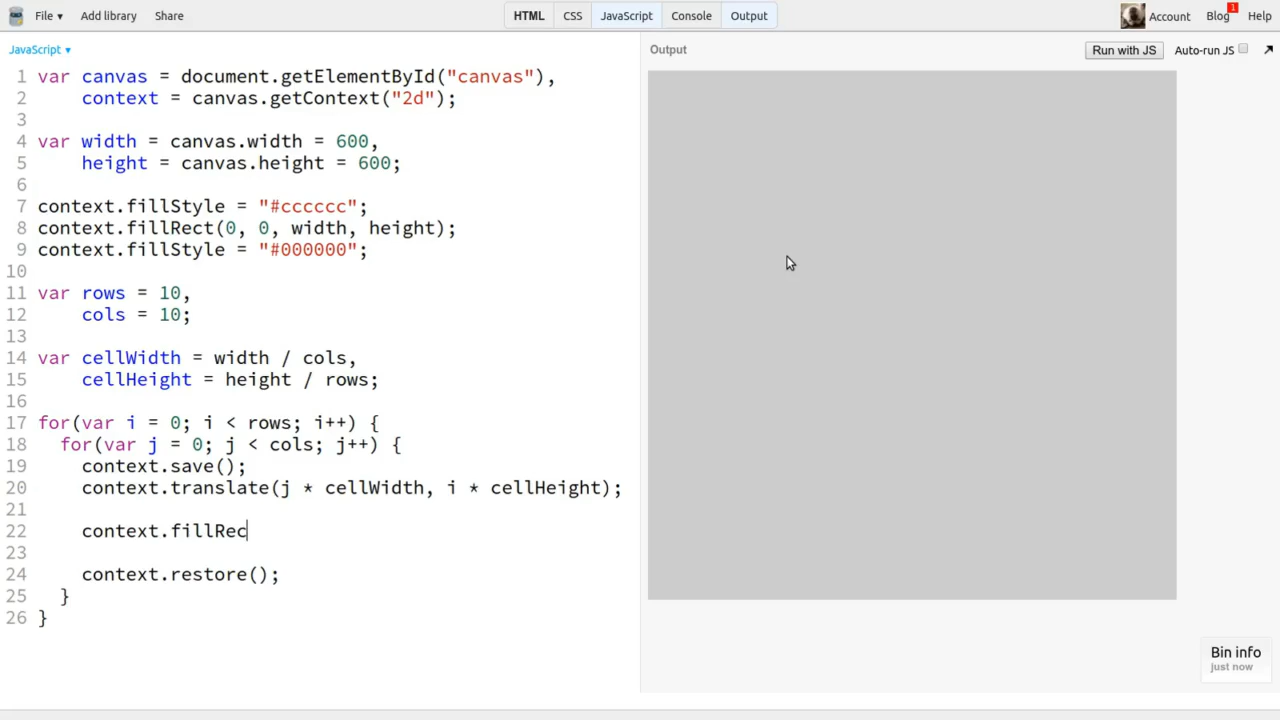 File ▾ Add library Share HTML CSS JavaScript Console Output Account Blog 1 Help
JavaScript ▾
Output Run with JS Auto-run JS
1 var canvas = document.getElementById("canvas"),
2 context = canvas.getContext("2d");
3
4 var width = canvas.width = 600,
5 height = canvas.height = 600;
6
7 context.fillStyle = "#cccccc";
8 context.fillRect(0, 0, width, height);
9 context.fillStyle = "#000000";
10
11 var rows = 10,
12 cols = 10;
13
14 var cellWidth = width / cols,
15 cellHeight = height / rows;
16
17 for(var i = 0; i < rows; i++) {
18 for(var j = 0; j < cols; j++) {
19 context.save();
20 context.translate(j * cellWidth, i * cellHeight);
21
22 context.fillRec
23
24 context.restore();
25 }
26 }
Bin info
just now